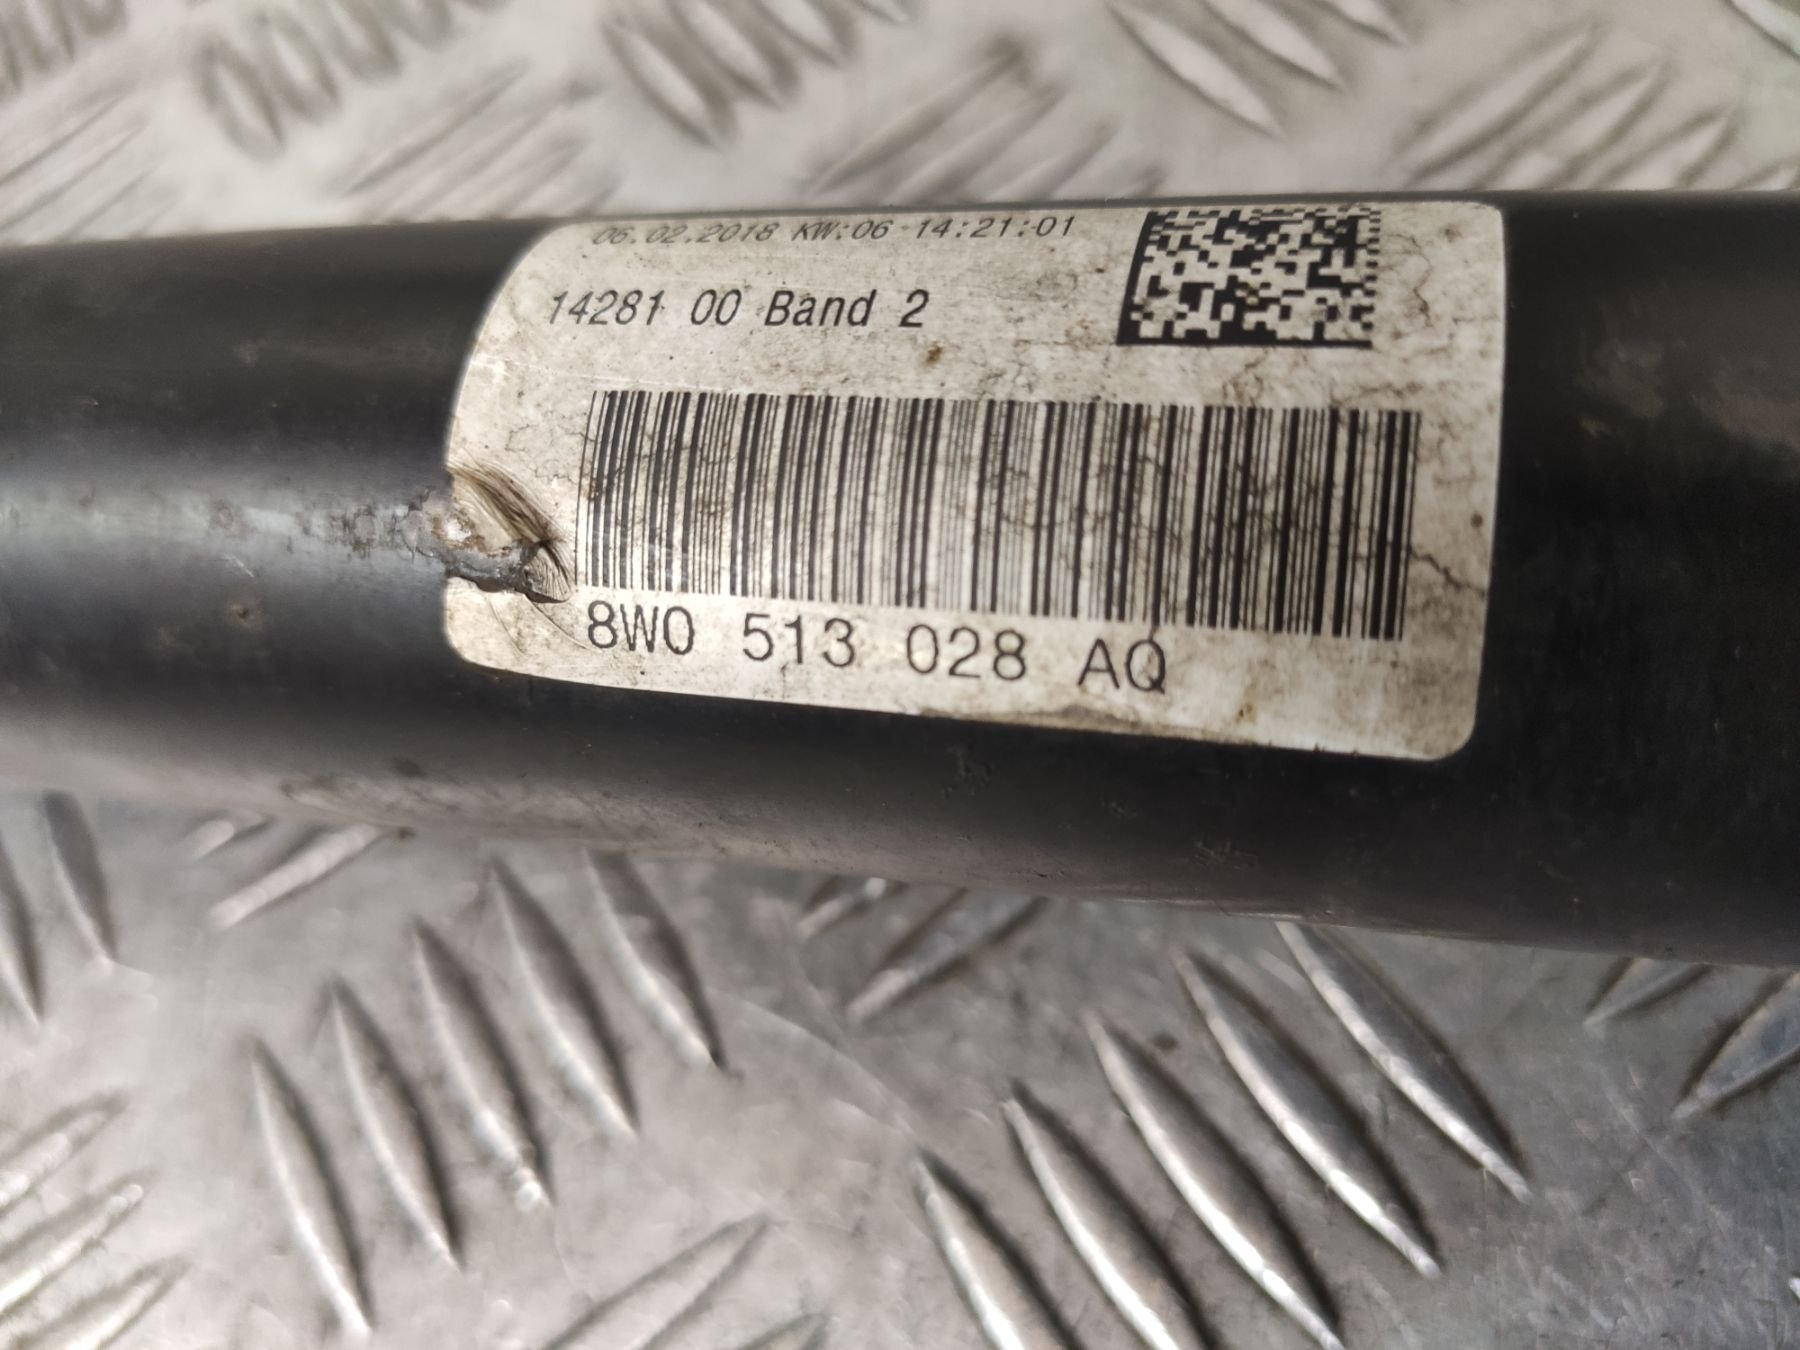 06.02.2018 KW:06 14:21:01
14281 00 Band 2
8W0 513 028 AQ